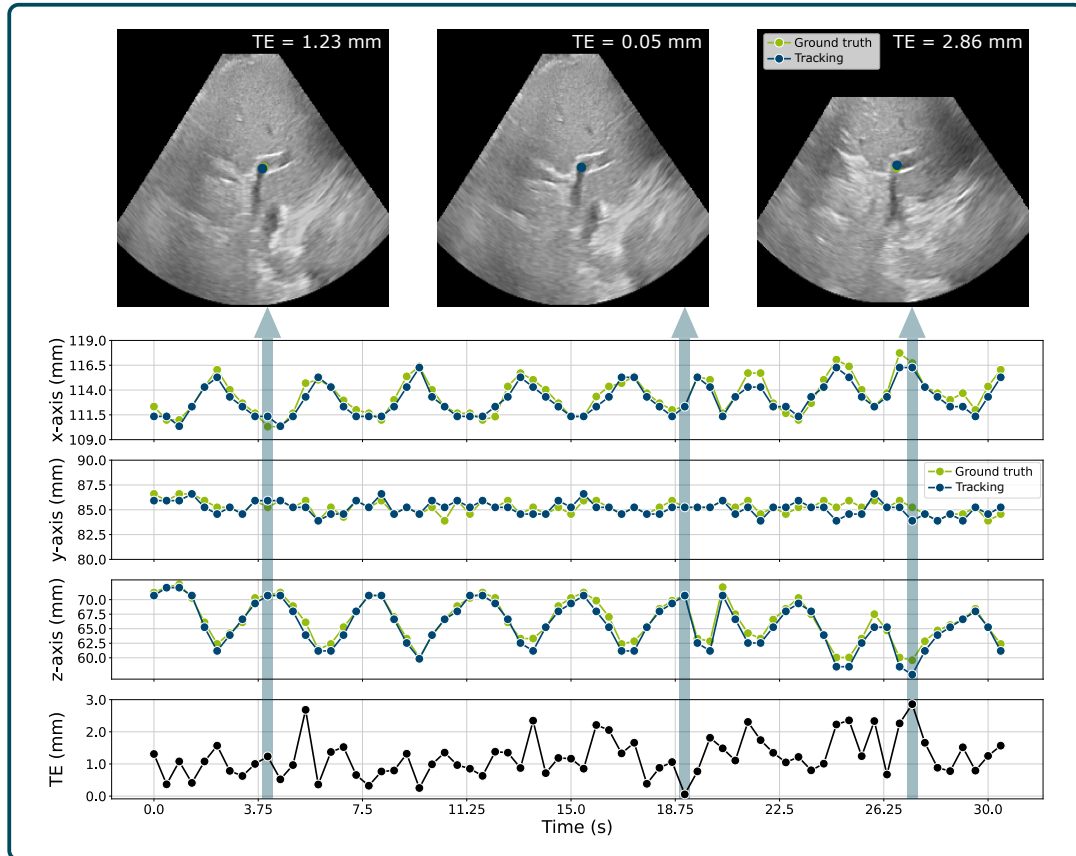 TE = 1.23 mm
TE = 0.05 mm
TE = 2.86 mm
Ground truth
Tracking
x-axis (mm)
119.0
116.5
114.0
111.5
109.0
y-axis (mm)
90.0
87.5
85.0
82.5
80.0
Ground truth
Tracking
z-axis (mm)
70.0
67.5
65.0
62.5
60.0
TE (mm)
3.0
2.0
1.0
0.0
0.0 3.75 7.5 11.25 15.0 18.75 22.5 26.25 30.0
Time (s)